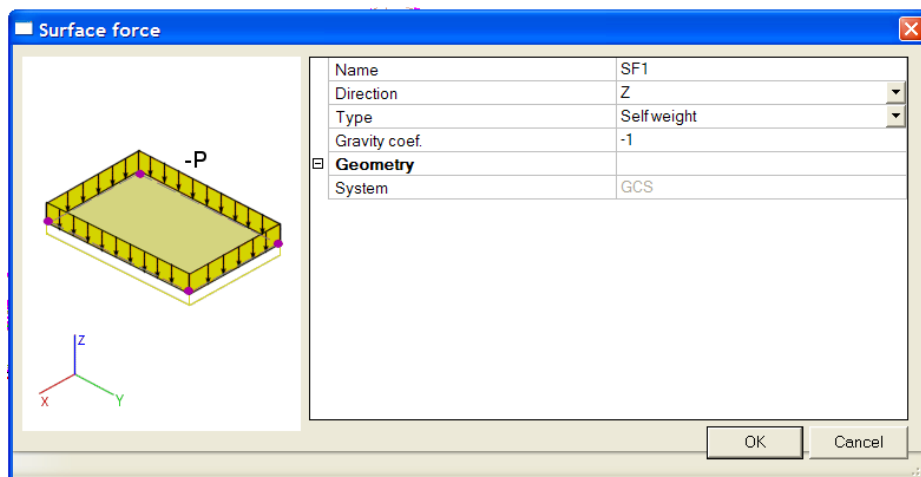 Surface force
-P
Z
X
Y
Name SF1
Direction Z
Type Self weight
Gravity coef. -1
Geometry
System GCS
OK Cancel